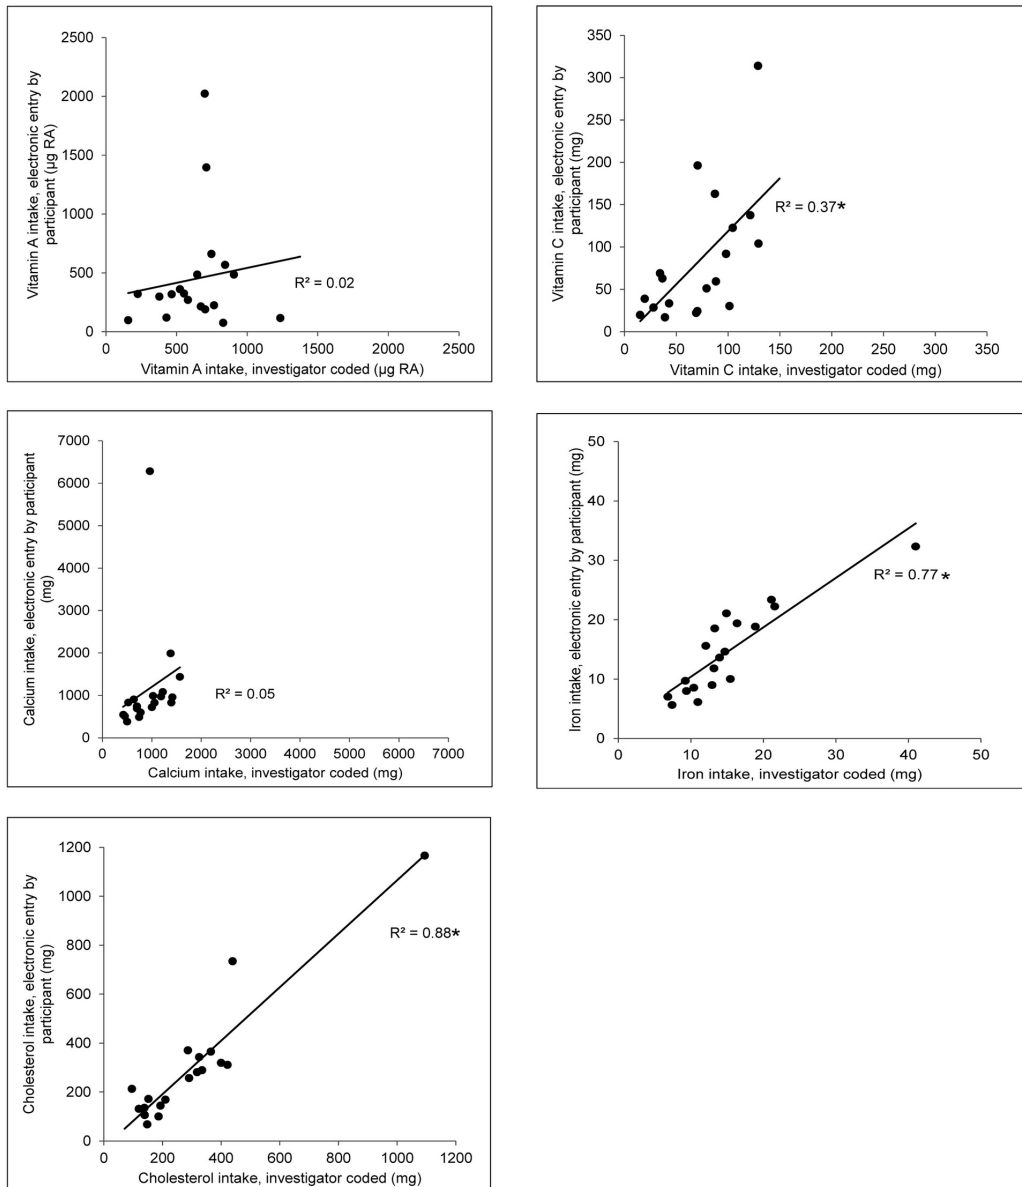 2500
2000
1500
1000
500
0
Vitamin A intake, electronic entry by
participant (µg RA)
R² = 0.02
0 500 1000 1500 2000 2500
Vitamin A intake, investigator coded (µg RA)
350
300
250
200
150
100
50
0
Vitamin C intake, electronic entry by
participant (mg)
R² = 0.37*
0 50 100 150 200 250 300 350
Vitamin C intake, investigator coded (mg)
7000
6000
5000
4000
3000
2000
1000
0
Calcium intake, electronic entry by participant
(mg)
R² = 0.05
0 1000 2000 3000 4000 5000 6000 7000
Calcium intake, investigator coded (mg)
50
40
30
20
10
0
Iron intake, electronic entry by participant (mg)
R² = 0.77 *
0 10 20 30 40 50
Iron intake, investigator coded (mg)
1200
1000
800
600
400
200
0
Cholesterol intake, electronic entry by
participant (mg)
R² = 0.88*
0 200 400 600 800 1000 1200
Cholesterol intake, investigator coded (mg)